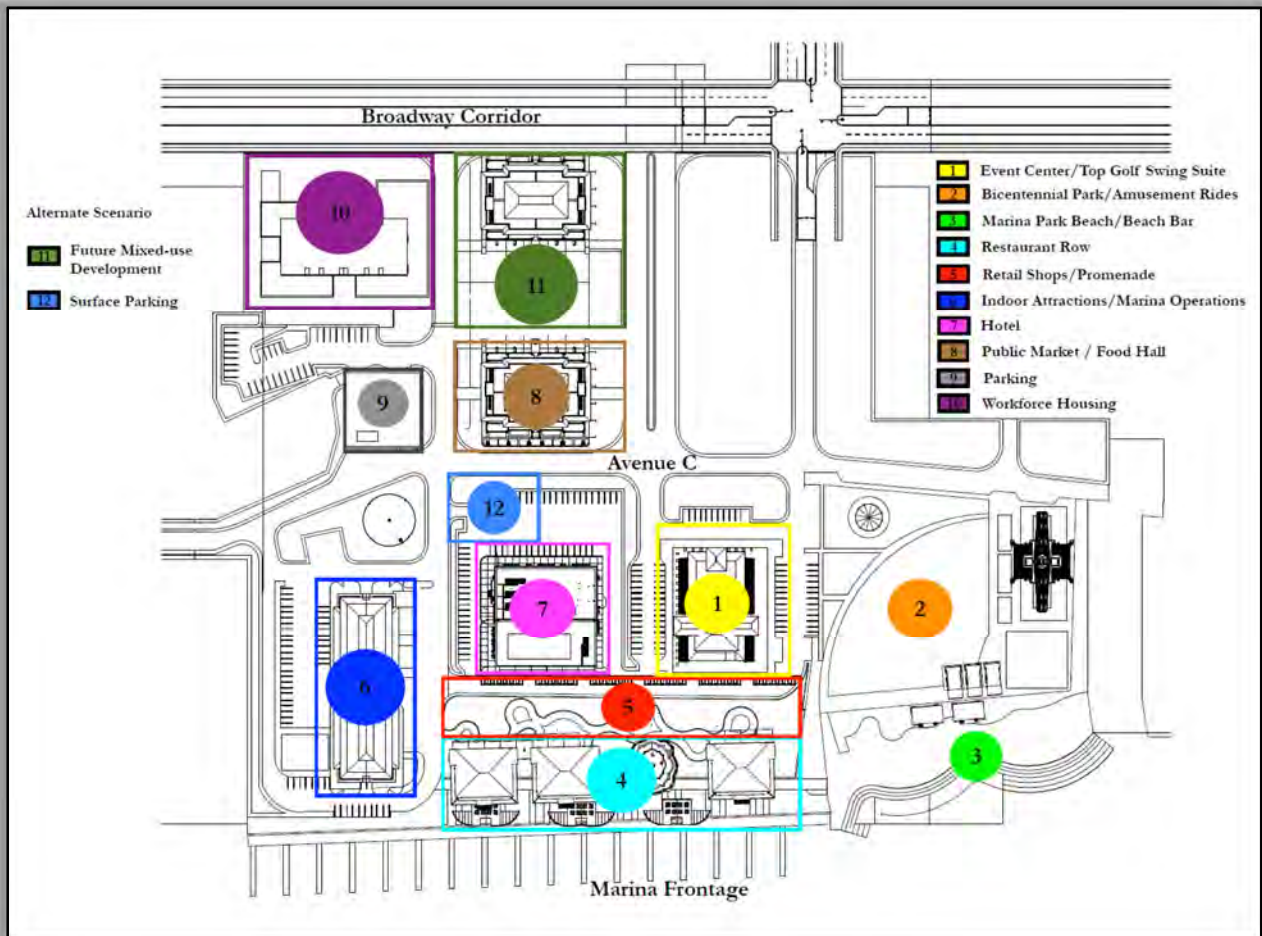 Broadway Corridor
Alternate Scenario
11 Future Mixed-use
Development
12 Surface Parking
1 Event Center/Top Golf Swing Suite
2 Bicentennial Park/Amusement Rides
3 Marina Park Beach/Beach Bar
4 Restaurant Row
5 Retail Shops/Promenade
6 Indoor Attractions/Marina Operations
7 Hotel
8 Public Market / Food Hall
9 Parking
10 Workforce Housing
10
11
9
8
Avenue C
12
7
1
2
6
5
4
3
Marina Frontage